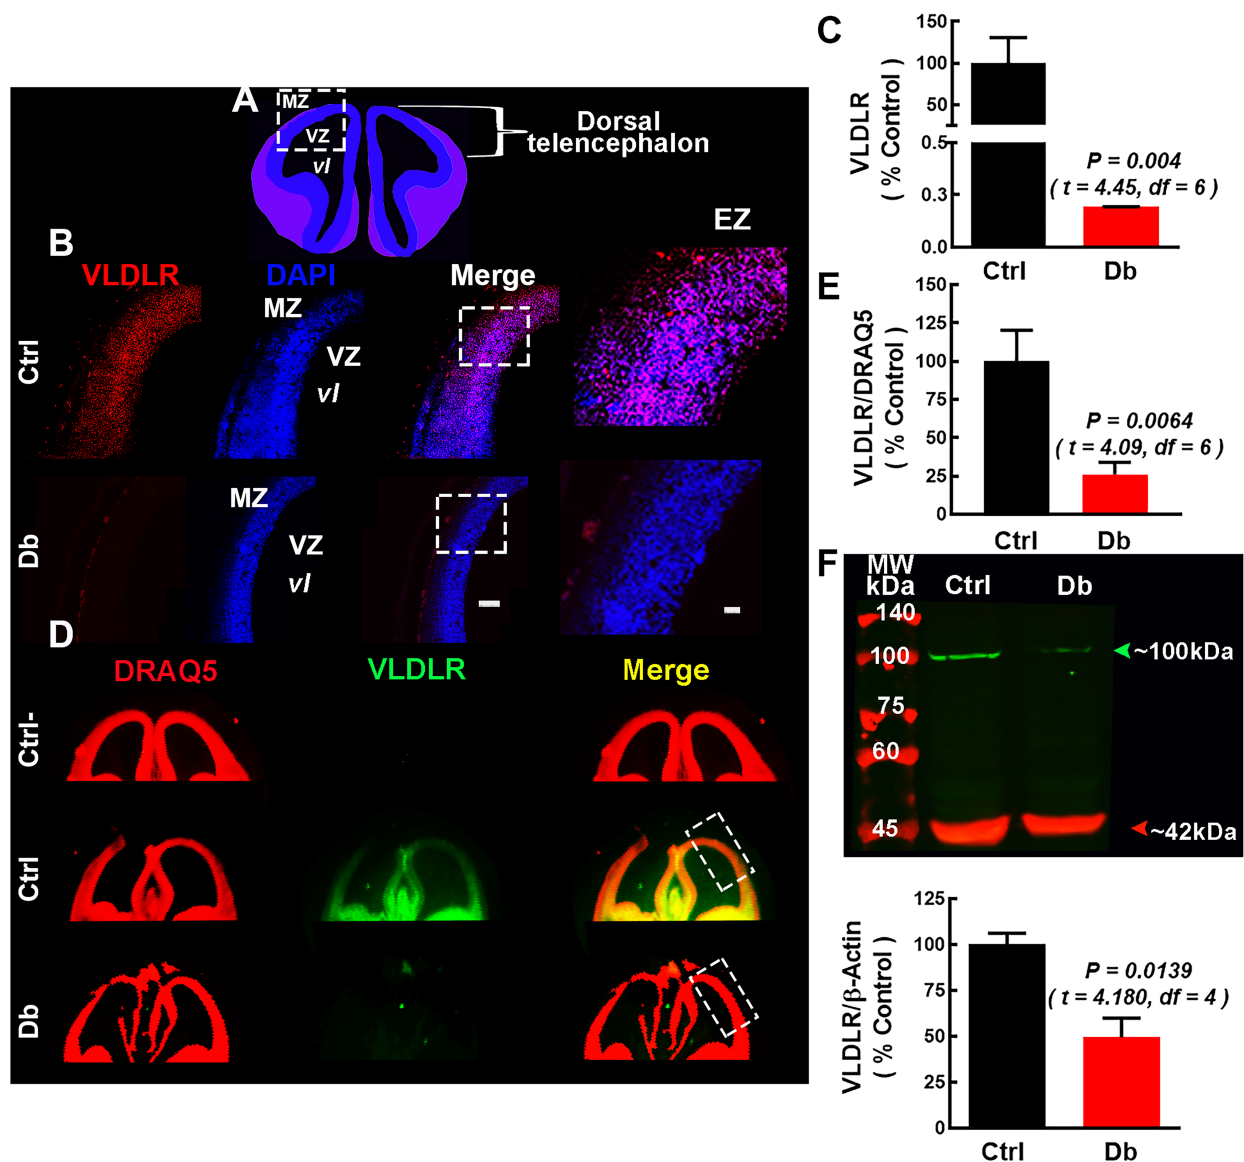 A
MZ
VZ
vl
Dorsal
telencephalon
B
VLDLR
DAPI
Merge
EZ
Ctrl
MZ
VZ
vl
Db
MZ
VZ
vl
C
VLDLR
( % Control )
150
100
50
0.5
0.3
0.0
P = 0.004
( t = 4.45, df = 6 )
Ctrl
Db
D
DRAQ5
VLDLR
Merge
Ctrl-
Ctrl
Db
E
VLDLR/DRAQ5
( % Control )
150
125
100
75
50
25
0
P = 0.0064
( t = 4.09, df = 6 )
Ctrl
Db
F
MW
kDa
Ctrl
Db
140
100
75
60
45
~100kDa
~42kDa
VLDLR/β-Actin
( % Control )
125
100
75
50
25
0
P = 0.0139
( t = 4.180, df = 4 )
Ctrl
Db